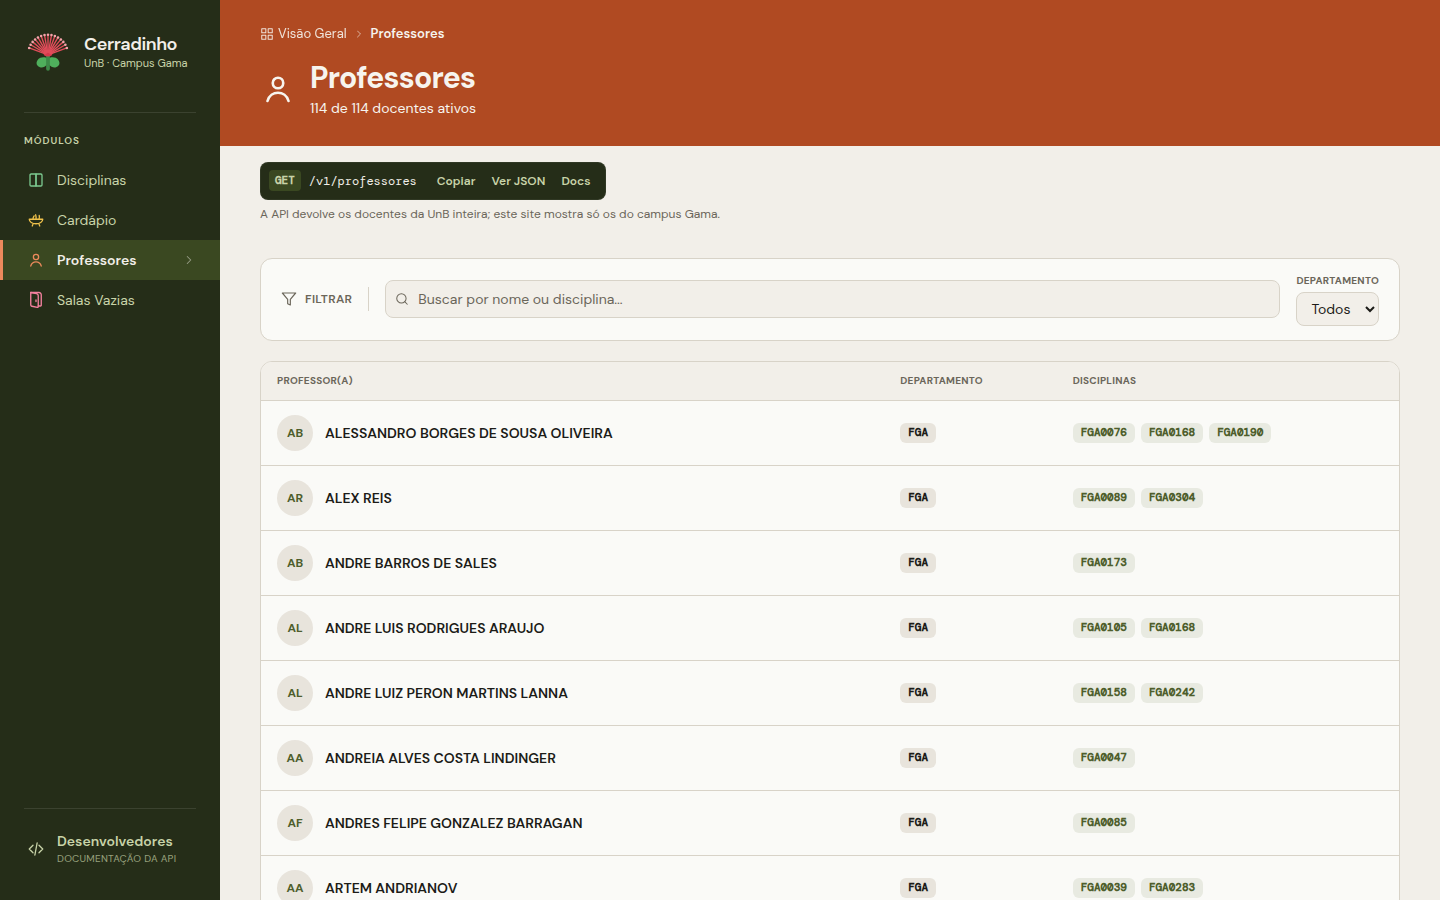 Cerradinho
UnB · Campus Gama
MÓDULOS
Disciplinas
Cardápio
Professores
Salas Vazias
Desenvolvedores
DOCUMENTAÇÃO DA API
Visão Geral › Professores
Professores
114 de 114 docentes ativos
GET /v1/professores Copiar Ver JSON Docs
A API devolve os docentes da UnB inteira; este site mostra só os do campus Gama.
FILTRAR
Buscar por nome ou disciplina...
DEPARTAMENTO
Todos
PROFESSOR(A) DEPARTAMENTO DISCIPLINAS
AB ALESSANDRO BORGES DE SOUSA OLIVEIRA FGA FGA0076 FGA0168 FGA0190
AR ALEX REIS FGA FGA0089 FGA0304
AB ANDRE BARROS DE SALES FGA FGA0173
AL ANDRE LUIS RODRIGUES ARAUJO FGA FGA0105 FGA0168
AL ANDRE LUIZ PERON MARTINS LANNA FGA FGA0158 FGA0242
AA ANDREIA ALVES COSTA LINDINGER FGA FGA0047
AF ANDRES FELIPE GONZALEZ BARRAGAN FGA FGA0085
AA ARTEM ANDRIANOV FGA FGA0039 FGA0283